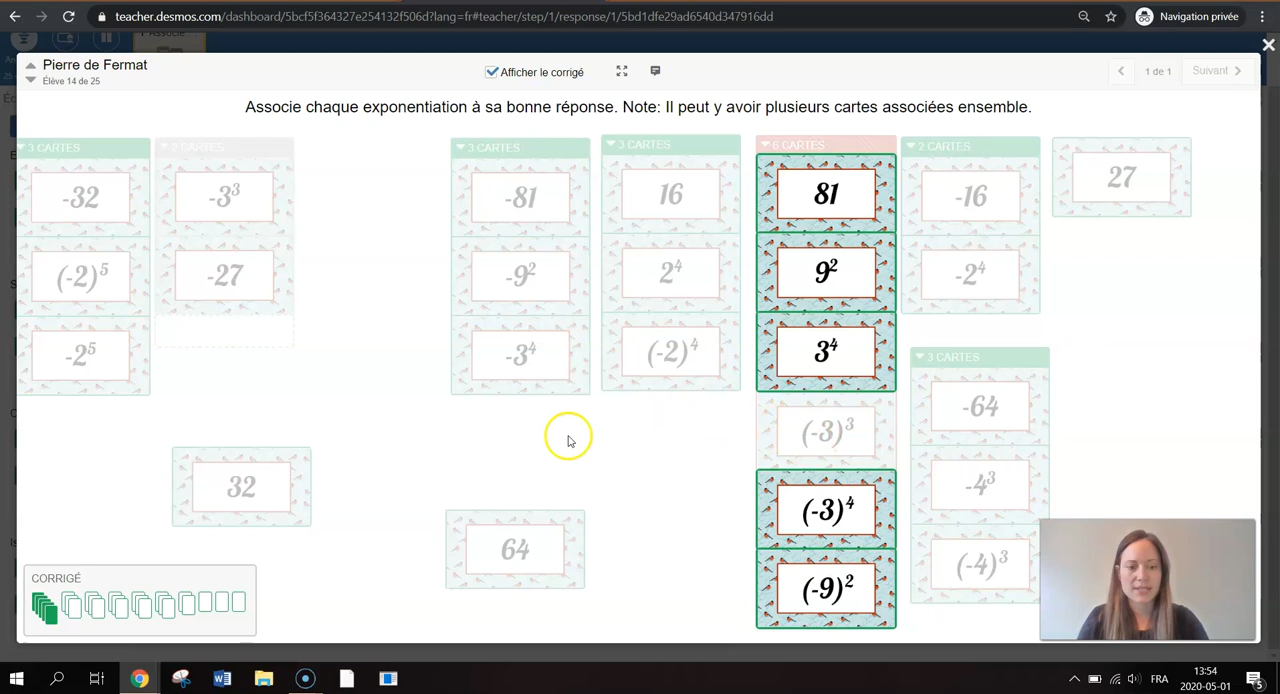 teacher.desmos.com/dashboard/5bcf5f364327e254132f506d?lang=fr#teacher/step/1/response/1/5bd1dfe29ad6540d347916dd
Navigation privée
Pierre de Fermat
Élève 14 de 25
Afficher le corrigé
1 de 1
Suivant
Associe chaque exponentiation à sa bonne réponse. Note: Il peut y avoir plusieurs cartes associées ensemble.
3 CARTES
-32
(-2)⁵
-2⁵
2 CARTES
-3³
-27
3 CARTES
-81
-9²
-3⁴
3 CARTES
16
2⁴
(-2)⁴
6 CARTES
81
9²
3⁴
(-3)³
(-3)⁴
(-9)²
2 CARTES
-16
-2⁴
27
3 CARTES
-64
-4³
(-4)³
32
64
CORRIGÉ
FRA
13:54
2020-05-01
5